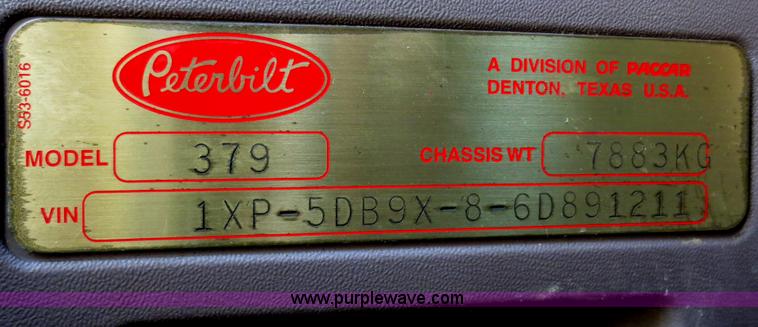 Peterbilt
A DIVISION OF PACCAR
DENTON, TEXAS U.S.A.
S83-6016
MODEL 379 CHASSIS WT 7883KG
VIN 1XP-5DB9X-8-6D891211
www.purplewave.com